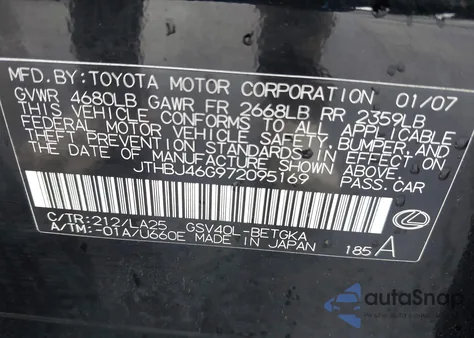 MFD.BY:TOYOTA MOTOR CORPORATION 01/07
GVWR 4680LB GAWR FR 2668LB RR 2359LB
THIS VEHICLE CONFORMS TO ALL APPLICABLE
FEDERAL MOTOR VEHICLE SAFETY,BUMPER,AND
THEFT PREVENTION STANDARDS IN EFFECT ON
THE DATE OF MANUFACTURE SHOWN ABOVE.
JTHBJ46G972095169 PASS.CAR
C/TR:212/LA25 GSV40L-BETGKA
A/TM:-01A/U660E MADE IN JAPAN 185 A
autoSnap